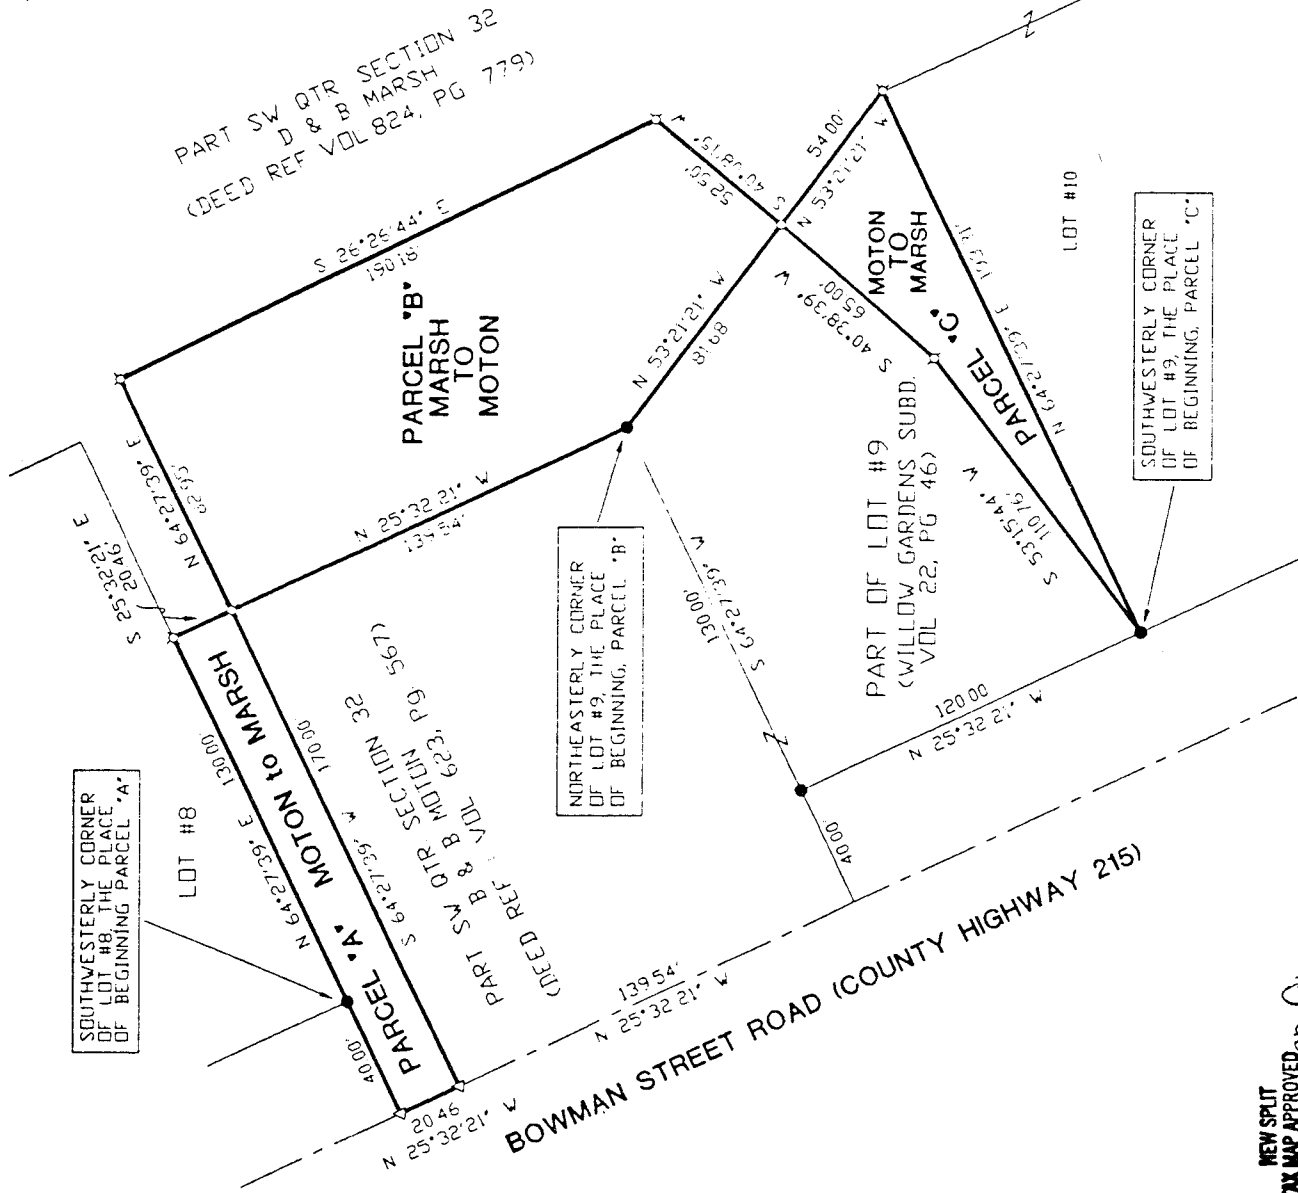 PART SW QTR SECTION 32
D & B MARSH
(DEED REF VOL 824, PG 779)
S 26°26'44" E
190.18'
PARCEL "B"
MARSH
TO
MOTON
52.50'
N 53°21'21" W
54.00'
N 53°21'21" W
81.68
S 40°38'39" W
65.00'
MOTON
TO
MARSH
PARCEL "C"
N 64°27'39" E
LOT #10
SOUTHWESTERLY CORNER
OF LOT #9, THE PLACE
OF BEGINNING, PARCEL "C"
S 53°15'44" W
110.76'
N 64°27'39" E
62.95'
S 25°32'21" E
20.46'
N 25°32'21" W
139.54'
NORTHEASTERLY CORNER
OF LOT #9, THE PLACE
OF BEGINNING, PARCEL "B"
S 64°27'39" W
130.00'
PART OF LOT #9
(WILLOW GARDENS SUBD.
VOL 22, PG 46)
120.00
N 25°32'21" W
40.00'
SOUTHWESTERLY CORNER
OF LOT #8, THE PLACE
OF BEGINNING PARCEL "A"
LOT #8
N 64°27'39" E
130.00'
40.00'
PARCEL "A" MOTON to MARSH
S 64°27'39" W
170.00'
PART SW QTR SECTION 32
B & B MOTON
(DEED REF. VOL 623, Pg. 567)
139.54'
N 25°32'21" W
20.46
N 25°32'21" W
BOWMAN STREET ROAD (COUNTY HIGHWAY 215)
NEW SPLIT
TAX MAP APPROVED